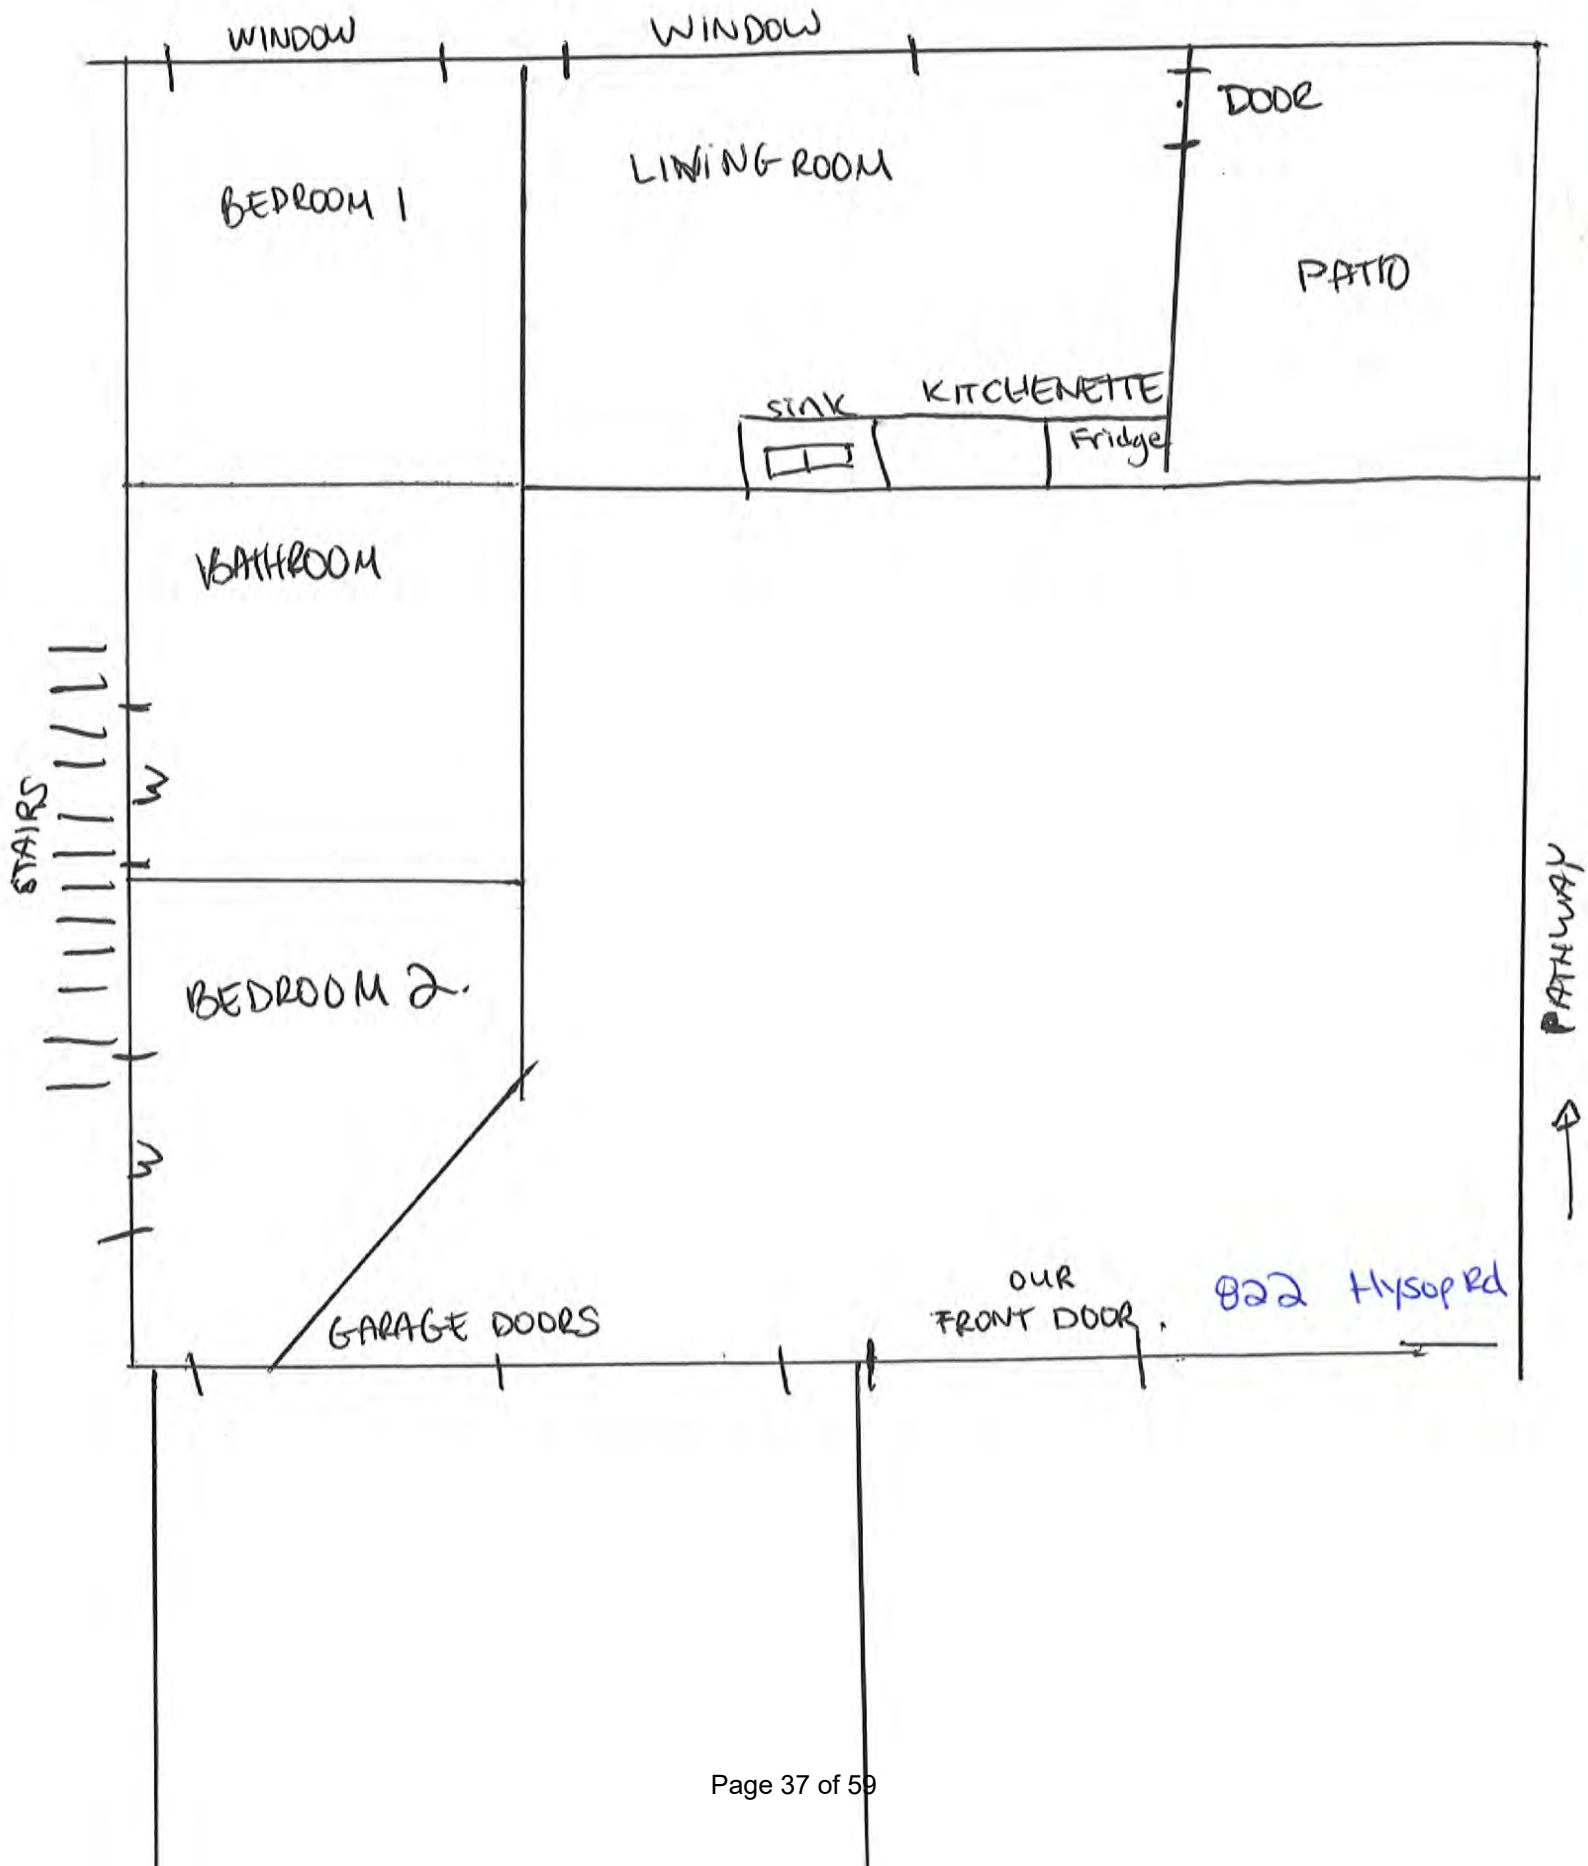 WINDOW
WINDOW
DOOR
LIVING ROOM
BEDROOM 1
PATIO
KITCHENETTE
sink
Fridge
BATHROOM
W
STAIRS
PATHWAY
BEDROOM 2.
W
OUR
FRONT DOOR.
822 Hysop Rd
GARAGE DOORS
Page 37 of 59